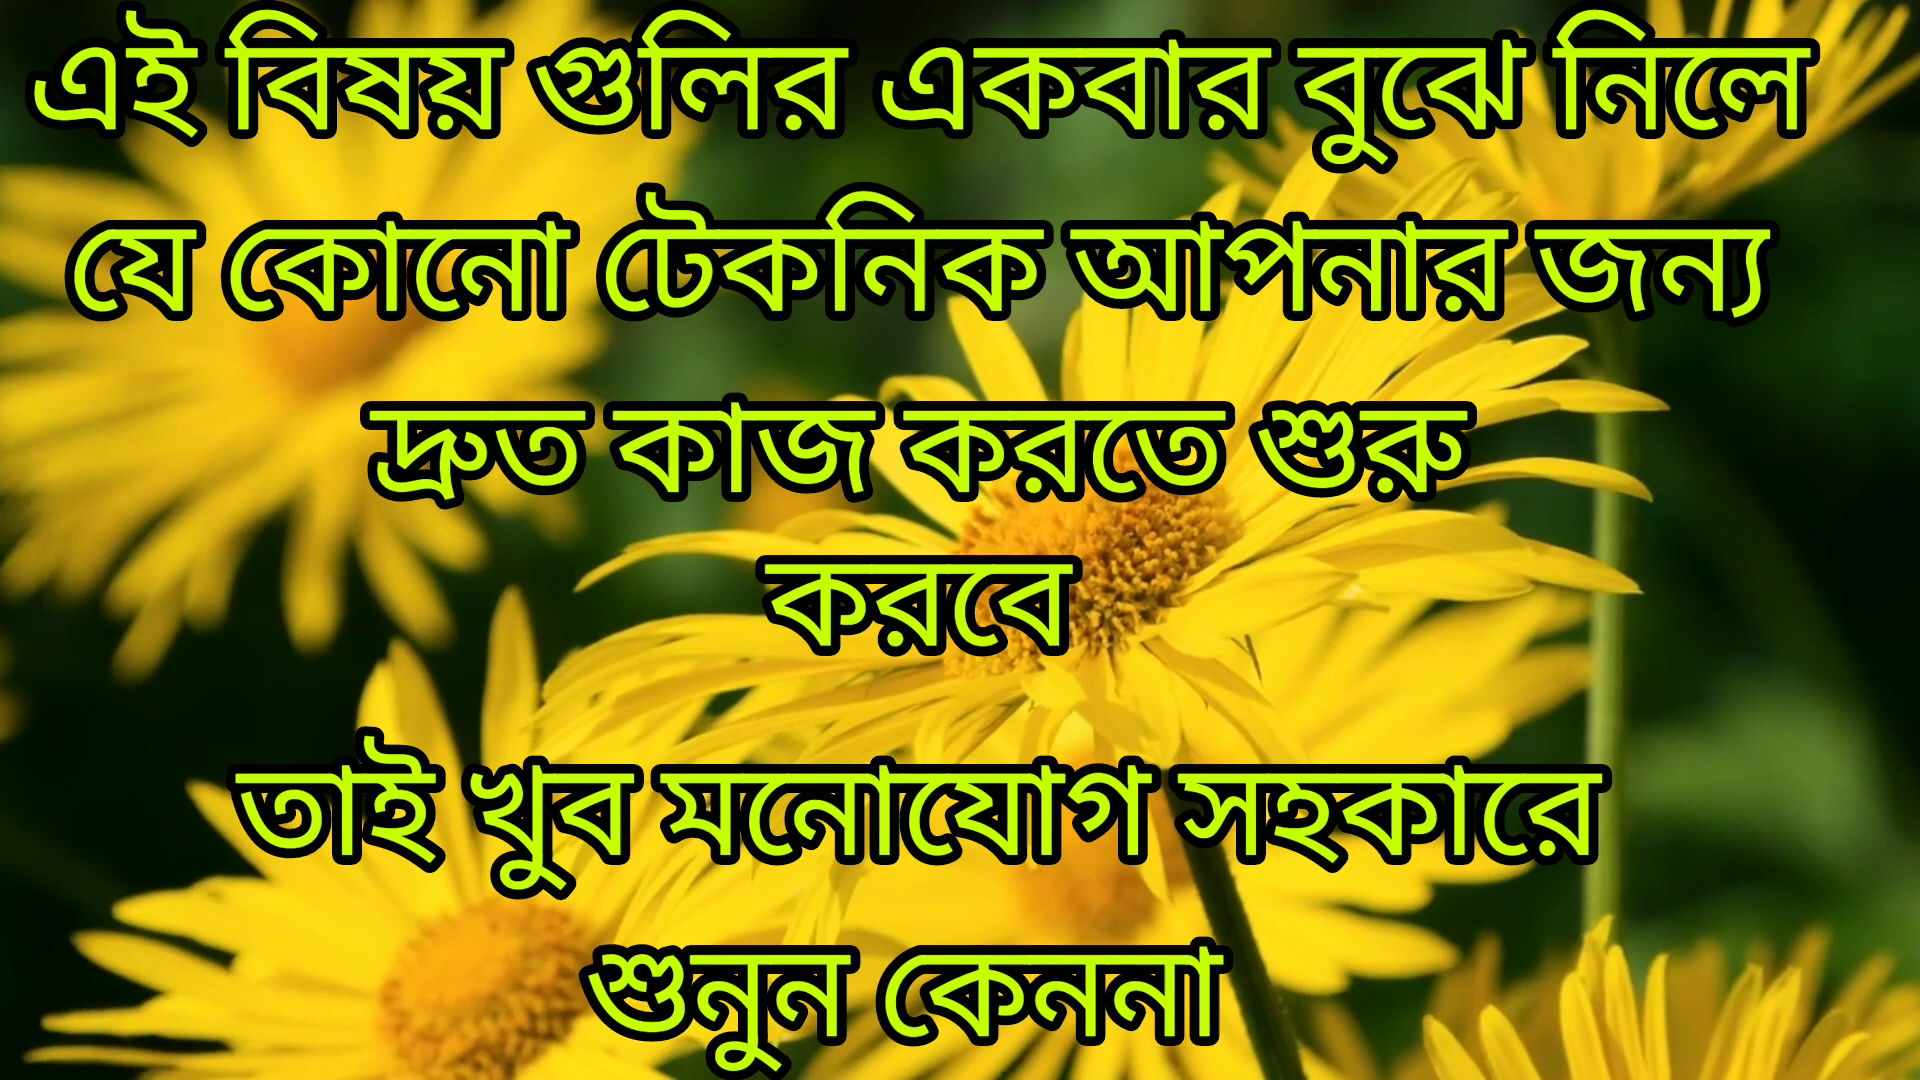 এই বিষয় গুলির একবার বুঝে নিলে
যে কোনো টেকনিক আপনার জন্য
দ্রুত কাজ করতে শুরু
করবে
তাই খুব মনোযোগ সহকারে
শুনুন কেননা